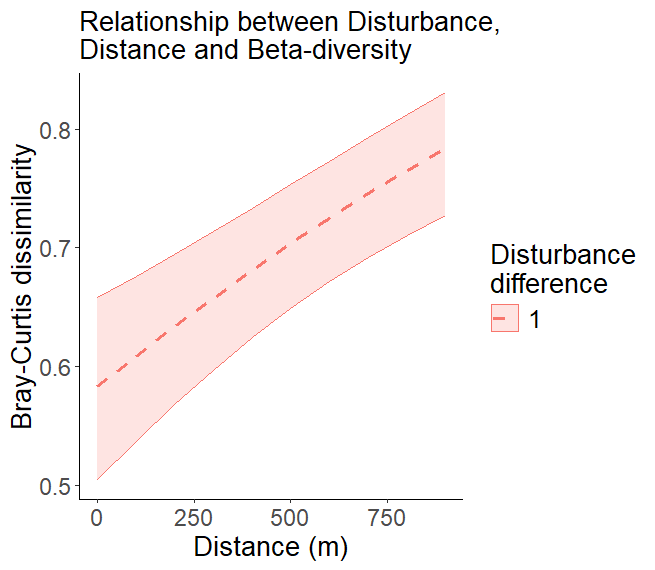 Relationship between Disturbance,
Distance and Beta-diversity
Bray-Curtis dissimilarity
0.8
0.7
0.6
0.5
0
250
500
750
Distance (m)
Disturbance
difference
1